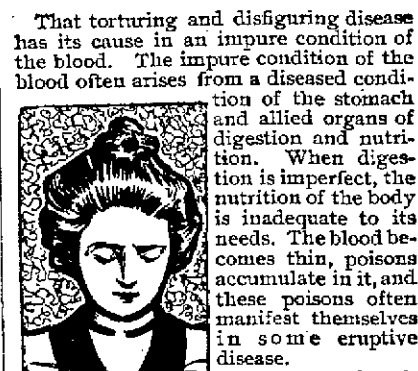 That torturing and disfiguring disease
has its cause in an impure condition of
the blood. The impure condition of the
blood often arises from a diseased condi-
tion of the stomach
and allied organs of
digestion and nutri-
tion. When diges-
tion is imperfect, the
nutrition of the body
is inadequate to its
needs. The blood be-
comes thin, poisons
accumulate in it, and
these poisons often
manifest themselves
in some eruptive
disease.